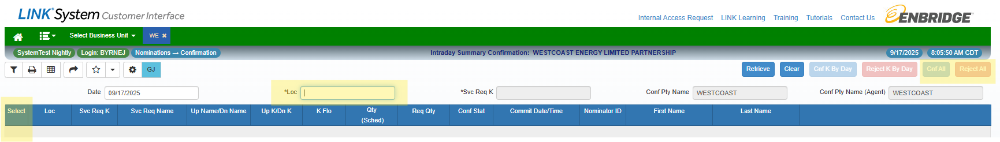 LINK® System Customer Interface
Internal Access Request LINK Learning Training Tutorials Contact Us ENBRIDGE
Select Business Unit WE ✖
SystemTest Nightly Login: BYRNEJ Nominations → Confirmation Intraday Summary Confirmation: WESTCOAST ENERGY LIMITED PARTNERSHIP 9/17/2025 8:05:50 AM CDT
GJ Retrieve Clear Cnf K By Day Reject K By Day Cnf All Reject All
Date 09/17/2025 *Loc *Svc Req K Conf Pty Name WESTCOAST Conf Pty Name (Agent) WESTCOAST
Select Loc Svc Req K Svc Req Name Up Name/Dn Name Up K/Dn K K Flo Qty Req Qty Conf Stat Commit Date/Time Nominator ID First Name Last Name
(Sched)